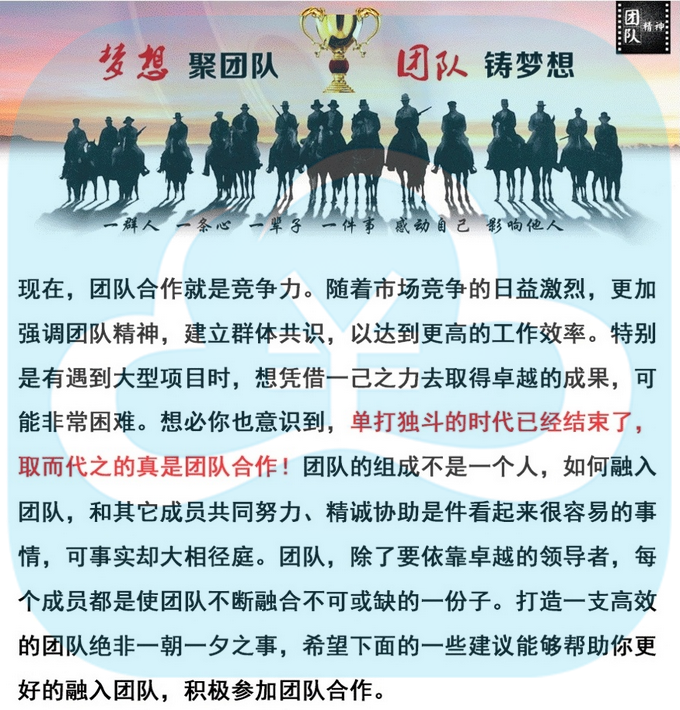 团队精神
梦想 聚团队 团队 铸梦想
一群人 一条心 一辈子 一件事 感动自己 影响他人
现在，团队合作就是竞争力。随着市场竞争的日益激烈，更加
强调团队精神，建立群体共识，以达到更高的工作效率。特别
是有遇到大型项目时，想凭借一己之力去取得卓越的成果，可
能非常困难。想必你也意识到，单打独斗的时代已经结束了，
取而代之的真是团队合作！团队的组成不是一个人，如何融入
团队，和其它成员共同努力、精诚协助是件看起来很容易的事
情，可事实却大相径庭。团队，除了要依靠卓越的领导者，每
个成员都是使团队不断融合不可或缺的一份子。打造一支高效
的团队绝非一朝一夕之事，希望下面的一些建议能够帮助你更
好的融入团队，积极参加团队合作。